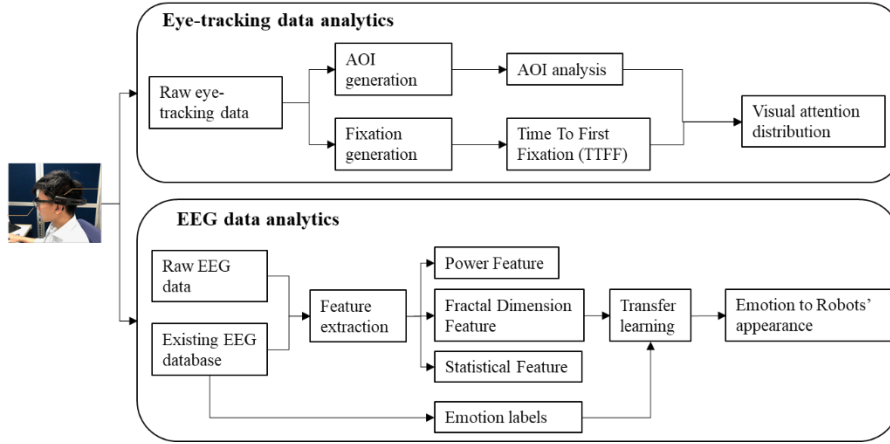 Eye-tracking data analytics
AOI
generation
AOI analysis
Raw eye-
tracking data
Visual attention
distribution
Fixation generation
Time To First
Fixation (TTFF)
EEG data analytics
Raw EEG
data
Power Feature
Feature
extraction
Fractal Dimension
Feature
Transfer
learning
Emotion to Robots'
appearance
Existing EEG
database
Statistical Feature
Emotion labels